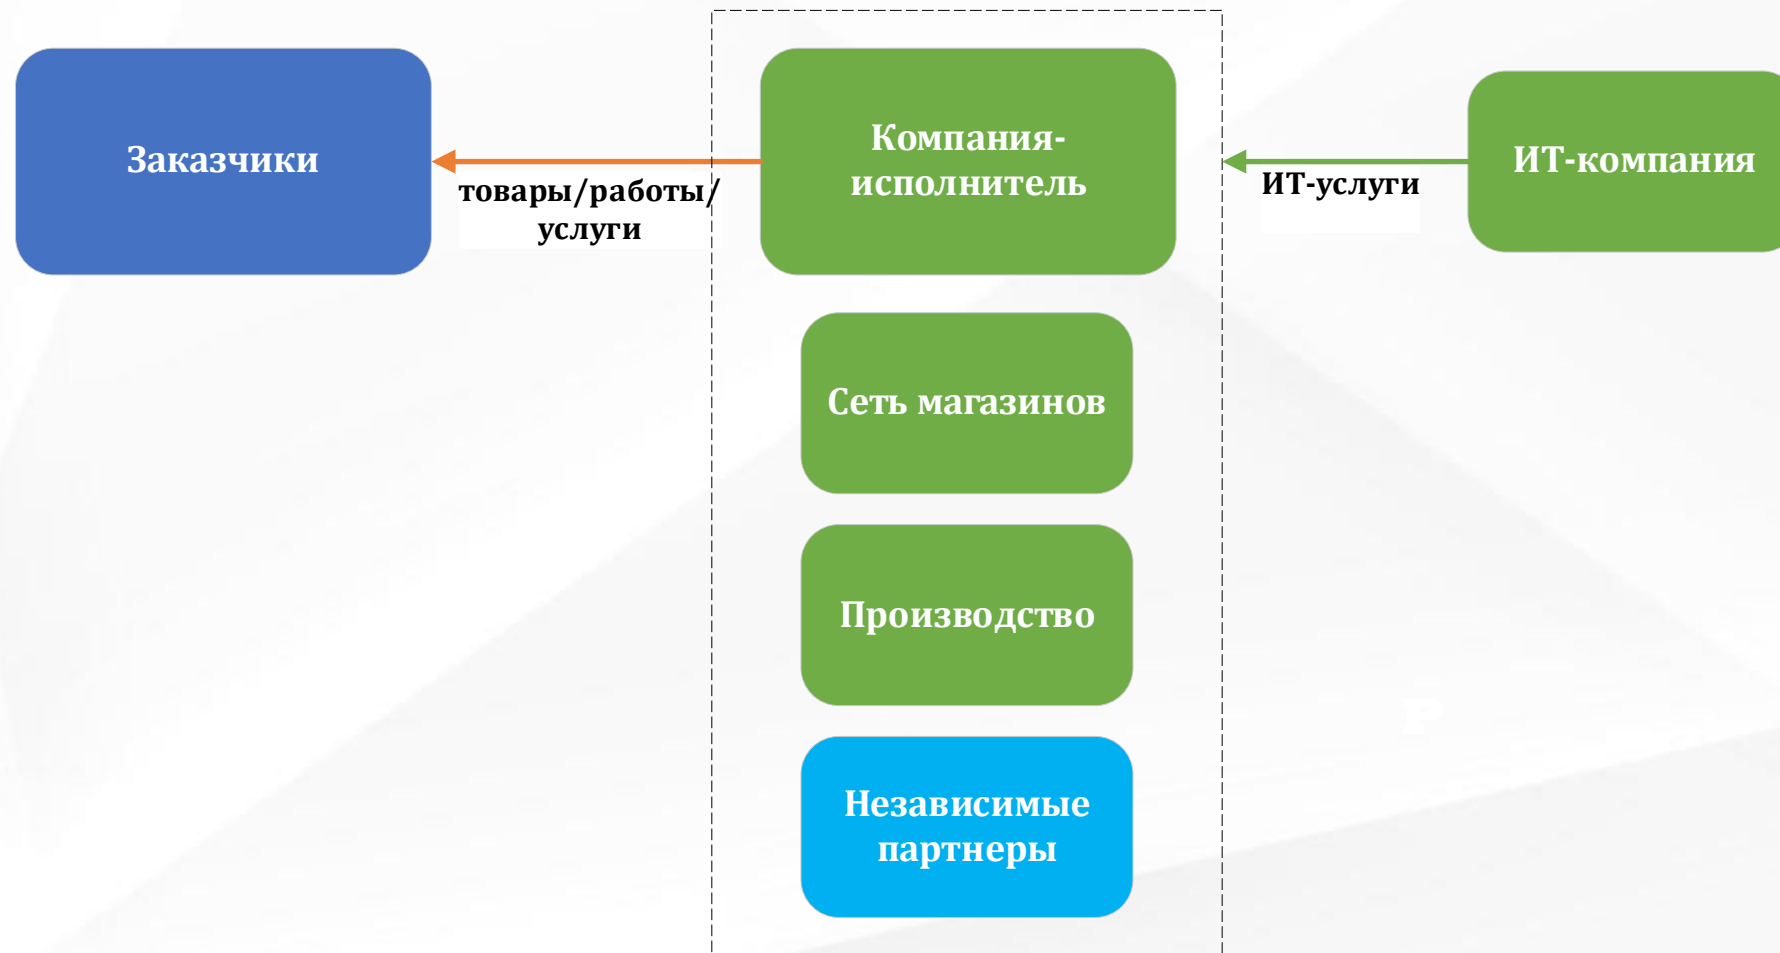 Заказчики
товары/работы/
услуги
Компания-
исполнитель
ИТ-услуги
ИТ-компания
Сеть магазинов
Производство
Независимые
партнеры